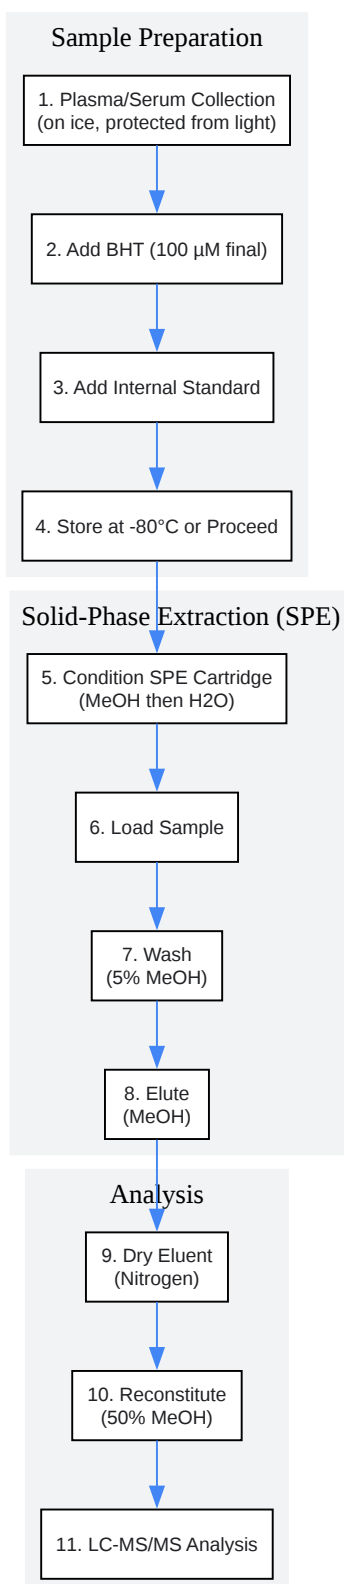 Sample Preparation
1. Plasma/Serum Collection
(on ice, protected from light)
2. Add BHT (100 µM final)
3. Add Internal Standard
4. Store at -80°C or Proceed
Solid-Phase Extraction (SPE)
5. Condition SPE Cartridge
(MeOH then H2O)
6. Load Sample
7. Wash
(5% MeOH)
8. Elute
(MeOH)
Analysis
9. Dry Eluent
(Nitrogen)
10. Reconstitute
(50% MeOH)
11. LC-MS/MS Analysis